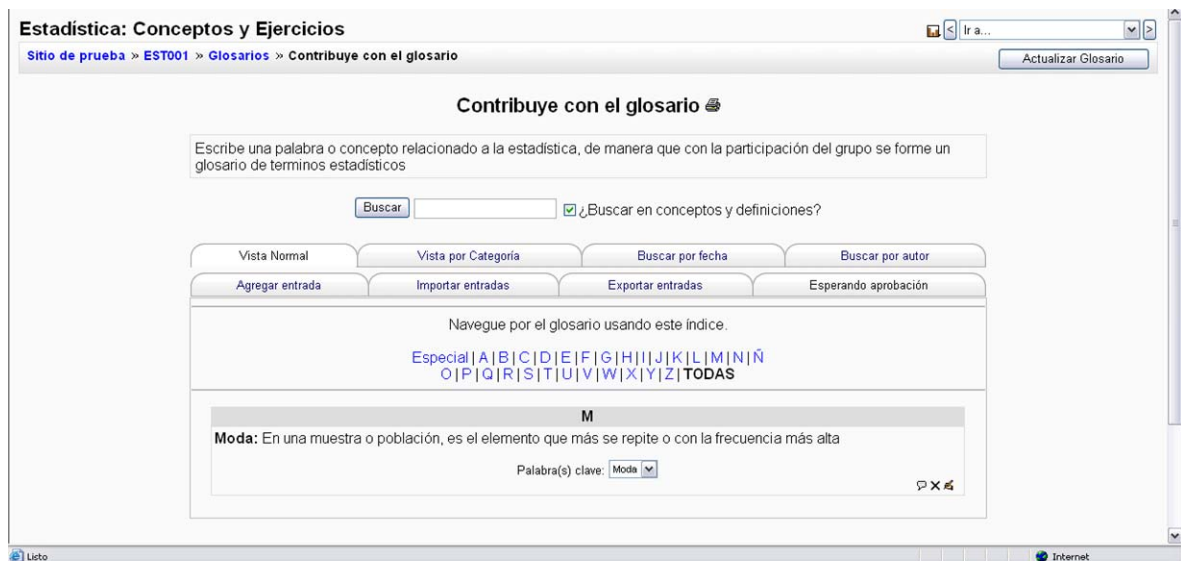 Estadística: Conceptos y Ejercicios
Ir a...
Sitio de prueba » EST001 » Glosarios » Contribuye con el glosario
Actualizar Glosario
Contribuye con el glosario
Escribe una palabra o concepto relacionado a la estadística, de manera que con la participación del grupo se forme un
glosario de terminos estadísticos
Buscar ¿Buscar en conceptos y definiciones?
Vista Normal Vista por Categoría Buscar por fecha Buscar por autor
Agregar entrada Importar entradas Exportar entradas Esperando aprobación
Navegue por el glosario usando este índice.
Especial | A | B | C | D | E | F | G | H | I | J | K | L | M | N | Ñ
O | P | Q | R | S | T | U | V | W | X | Y | Z | TODAS
M
Moda: En una muestra o población, es el elemento que más se repite o con la frecuencia más alta
Palabra(s) clave: Moda
Listo Internet